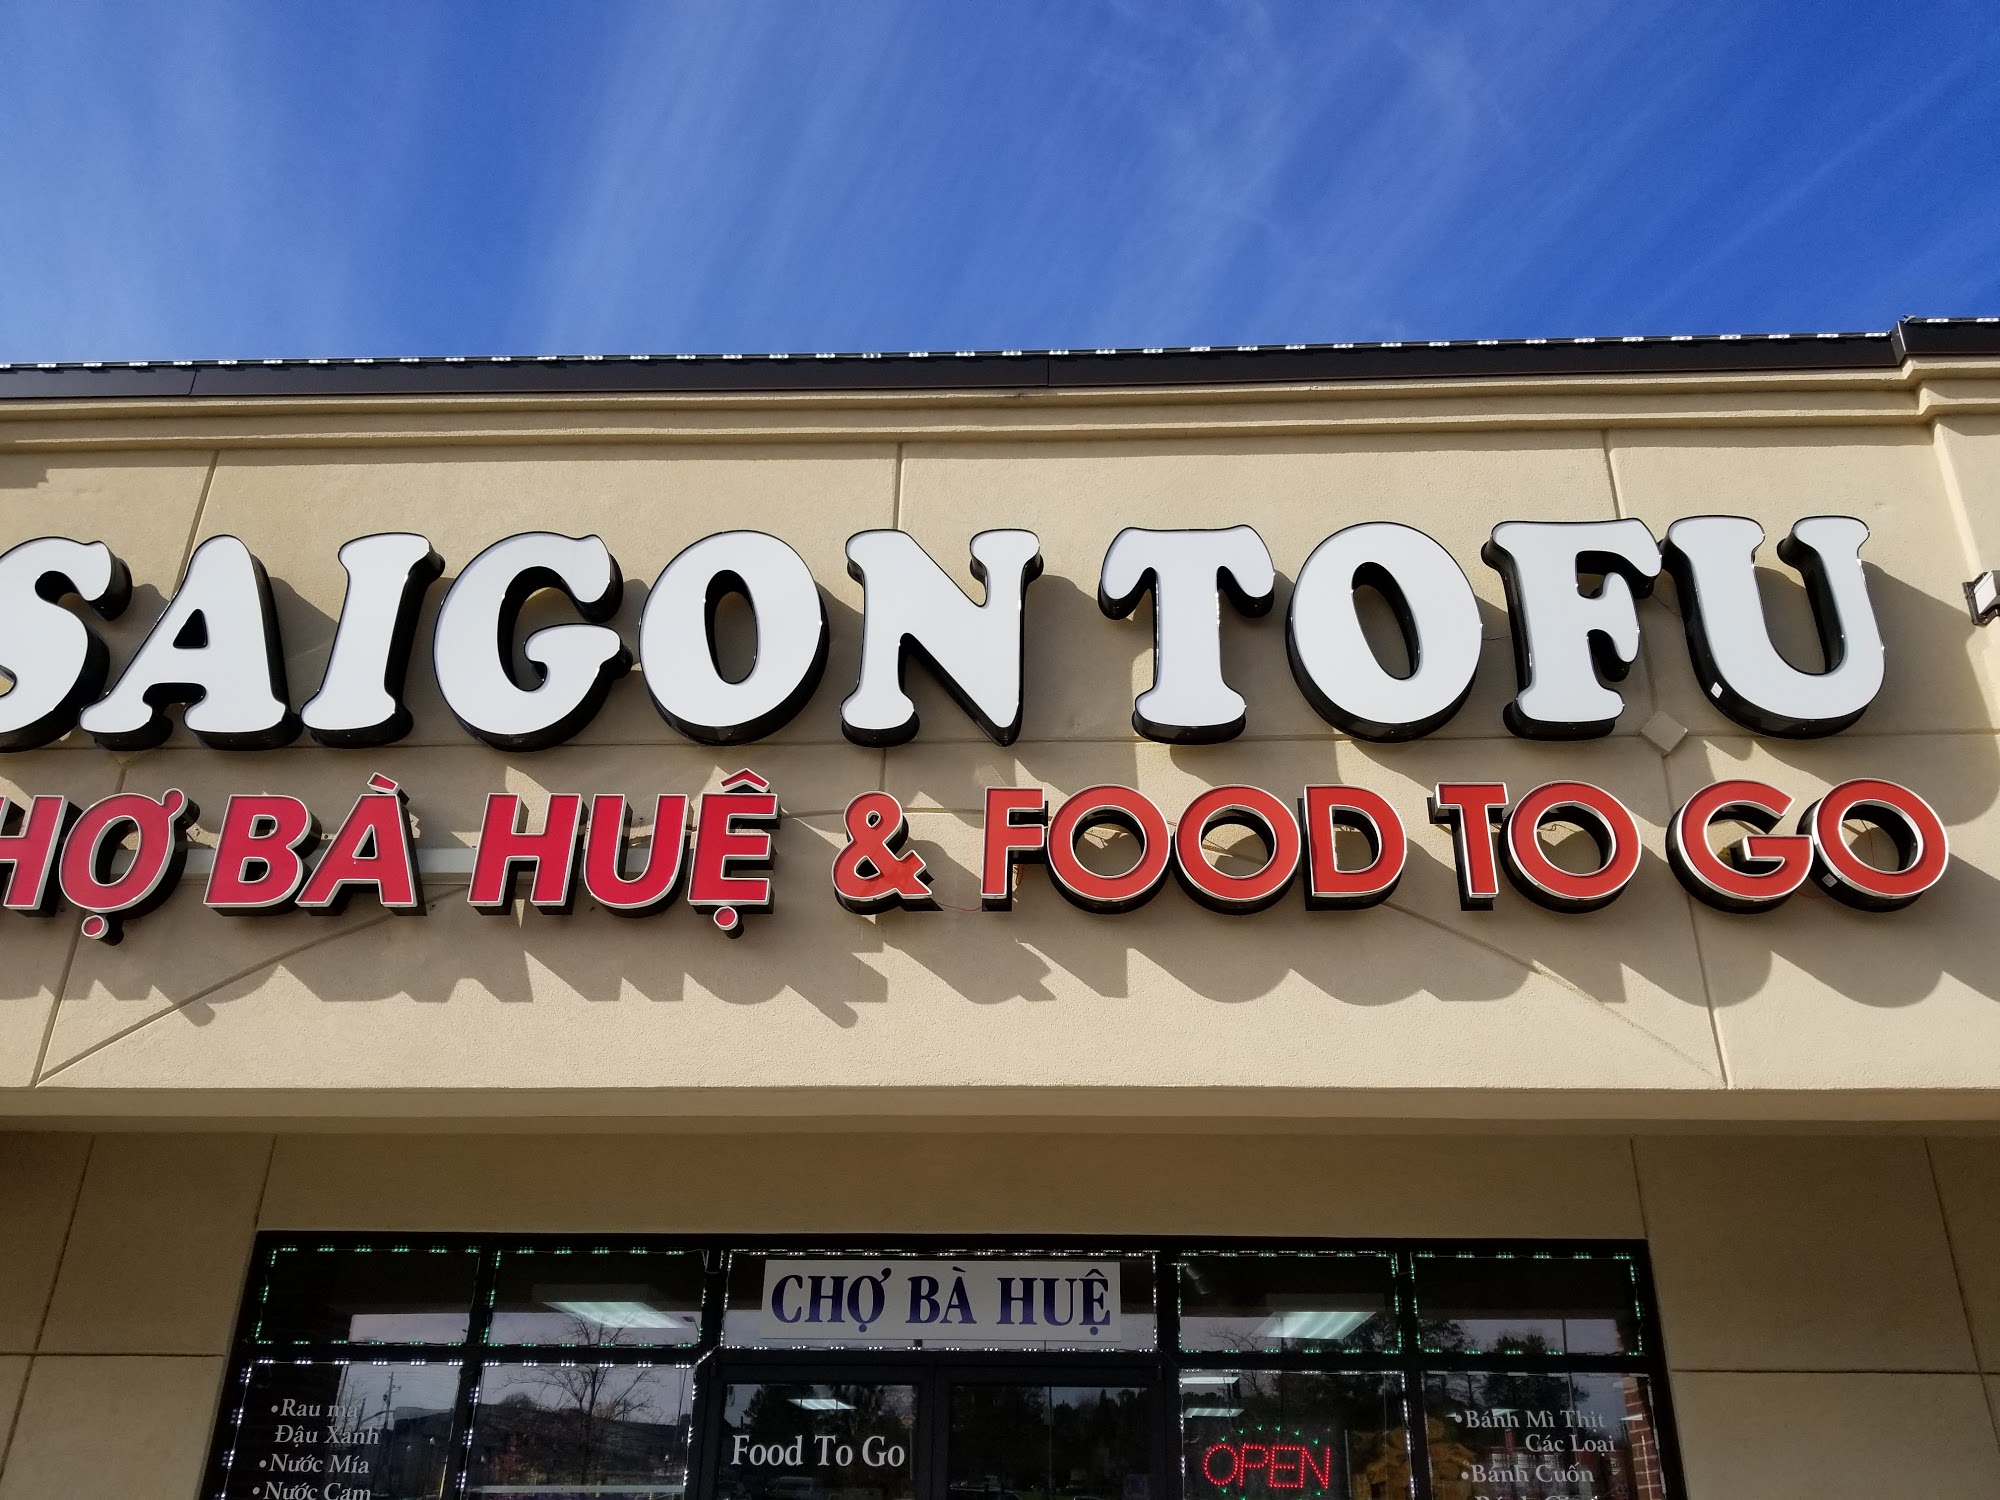 SAIGON TOFU
CHỢ BÀ HUỆ & FOOD TO GO
CHỢ BÀ HUỆ
•Rau má
Đậu Xanh
•Nước Mía
•Nước Cam
Food To Go
OPEN
•Bánh Mì Thịt
Các Loại
•Bánh Cuốn